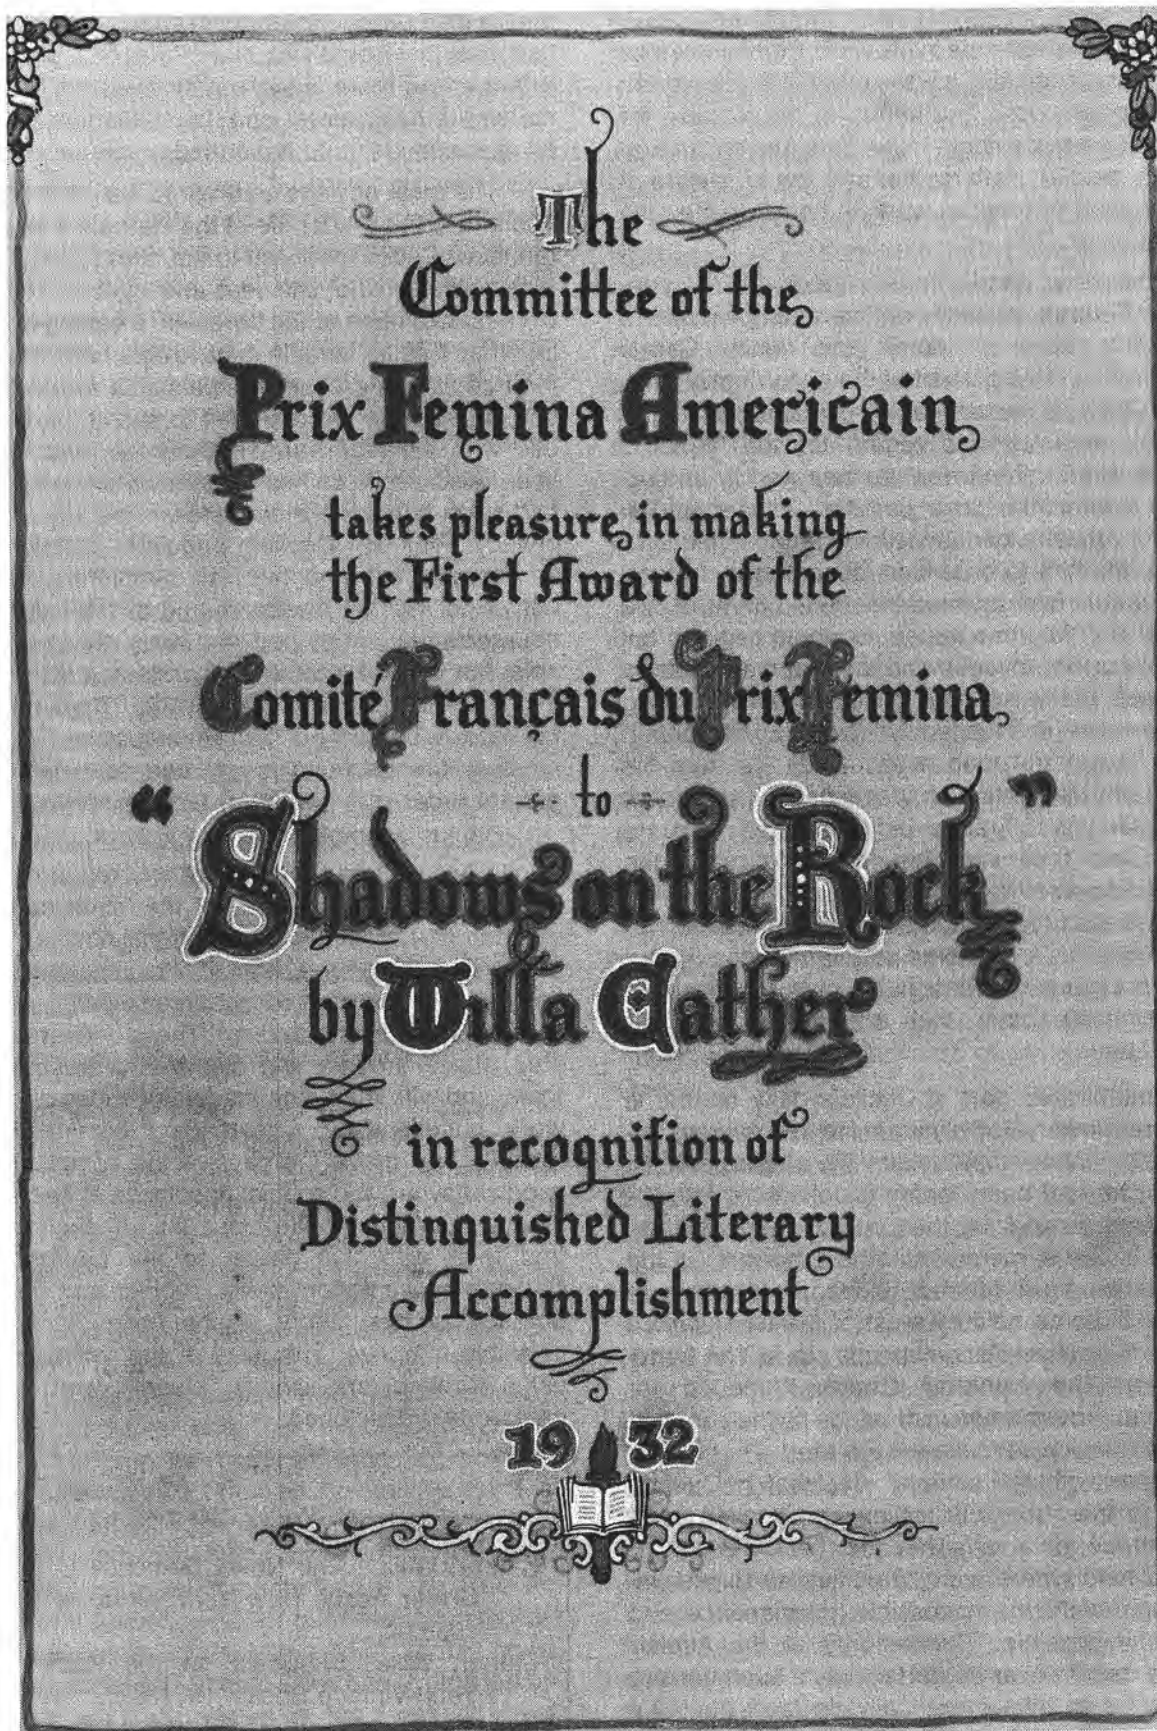 The
Committee of the
Prix Femina Americain
takes pleasure in making
the First Award of the
Comité Français du Prix Femina
to
"Shadows on the Rock"
by Willa Cather
in recognition of
Distinquished Literary
Accomplishment
1932